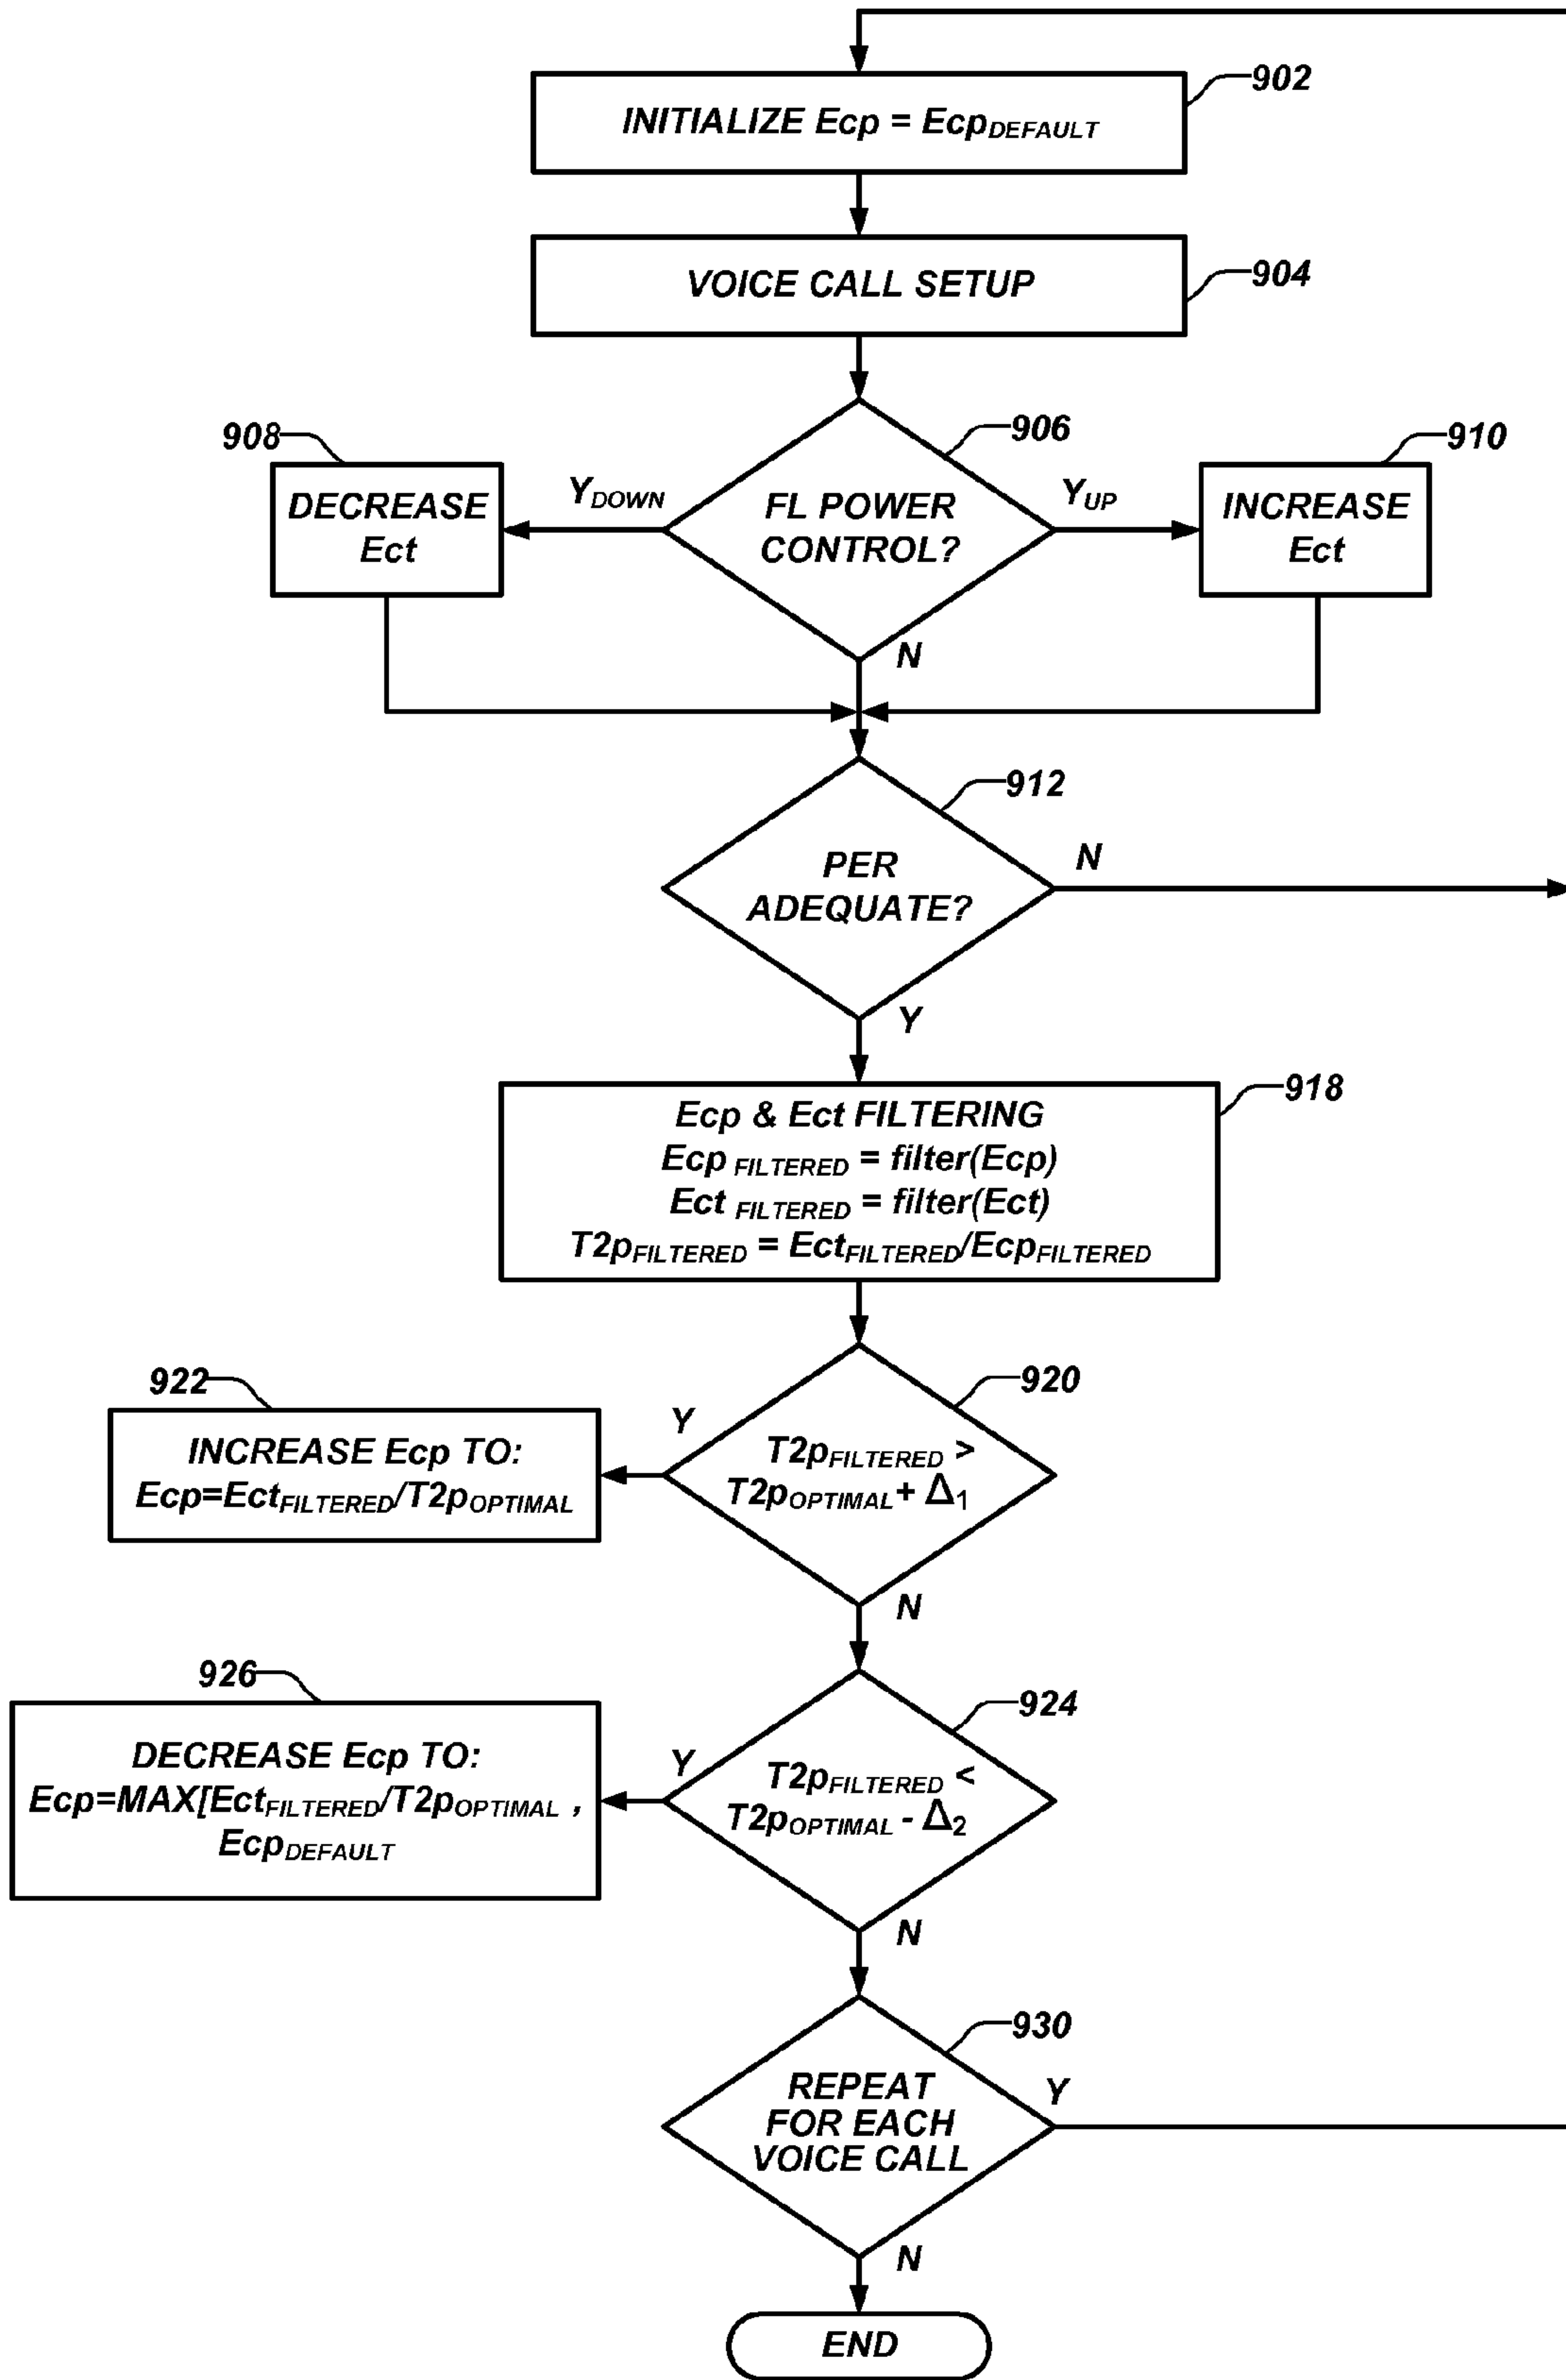 902
INITIALIZE Ecp = EcpDEFAULT
VOICE CALL SETUP
904
906
908
910
DECREASE
Ect
YDOWN
FL POWER
CONTROL?
YUP
INCREASE
Ect
N
912
PER
ADEQUATE?
N
Y
918
Ecp & Ect FILTERING
Ecp FILTERED = filter(Ecp)
Ect FILTERED = filter(Ect)
T2pFILTERED = EctFILTERED/EcpFILTERED
920
922
Y
INCREASE Ecp TO:
Ecp=EctFILTERED/T2pOPTIMAL
T2pFILTERED >
T2pOPTIMAL + Δ1
N
926
924
DECREASE Ecp TO:
Ecp=MAX[EctFILTERED/T2pOPTIMAL ,
EcpDEFAULT
Y
T2pFILTERED <
T2pOPTIMAL - Δ2
N
930
REPEAT
FOR EACH
VOICE CALL
Y
N
END